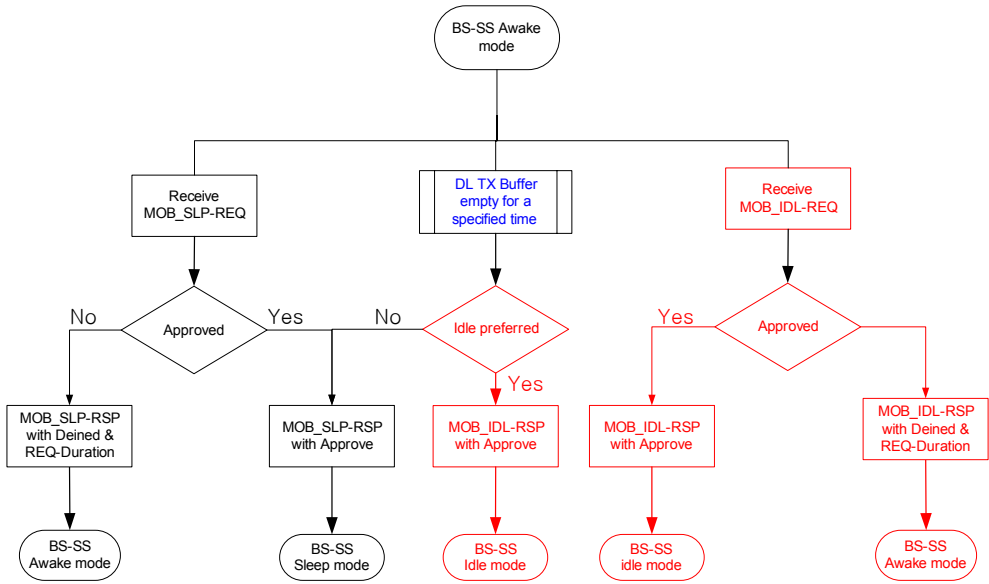 BS-SS Awake
mode
Receive
MOB_SLP-REQ
DL TX Buffer
empty for a
specified time
Receive
MOB_IDL-REQ
No
Approved
Yes
No
Idle preferred
Yes
Approved
Yes
MOB_SLP-RSP
with Deined &
REQ-Duration
MOB_SLP-RSP
with Approve
MOB_IDL-RSP
with Approve
MOB_IDL-RSP
with Approve
MOB_IDL-RSP
with Deined &
REQ-Duration
BS-SS
Awake mode
BS-SS
Sleep mode
BS-SS
Idle mode
BS-SS
idle mode
BS-SS
Awake mode